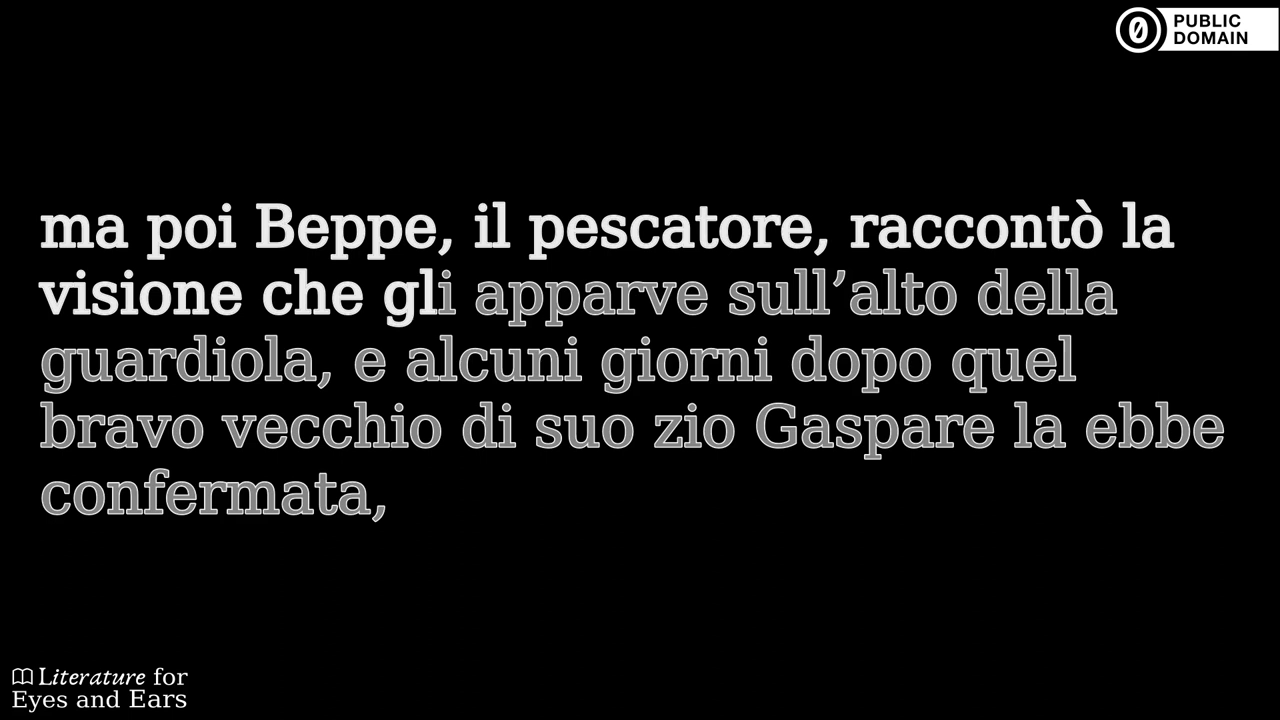 PUBLIC
DOMAIN
ma poi Beppe, il pescatore, raccontò la
visione che gli apparve sull’alto della
guardiola, e alcuni giorni dopo quel
bravo vecchio di suo zio Gaspare la ebbe
confermata,
Literature for
Eyes and Ears